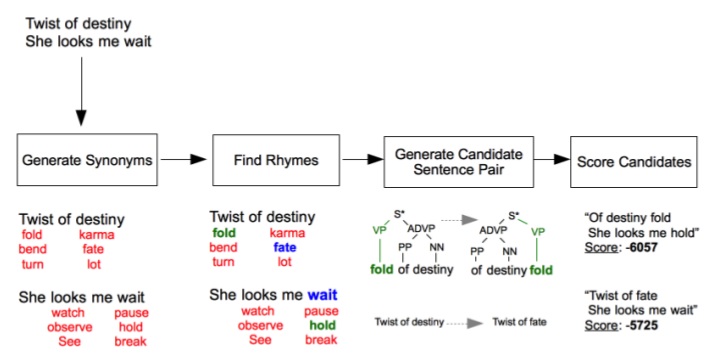 Twist of destiny
She looks me wait
Generate Synonyms
Find Rhymes
Generate Candidate
Sentence Pair
Score Candidates
Twist of destiny
fold karma
bend fate
turn lot
She looks me wait
watch pause
observe hold
See break
Twist of destiny
fold karma
bend fate
turn lot
She looks me wait
watch pause
observe hold
See break
S*
VP ADVP
PP NN
fold of destiny
S*
ADVP VP
PP NN
of destiny fold
Twist of destiny Twist of fate
“Of destiny fold
She looks me hold”
Score: -6057
“Twist of fate
She looks me wait”
Score: -5725